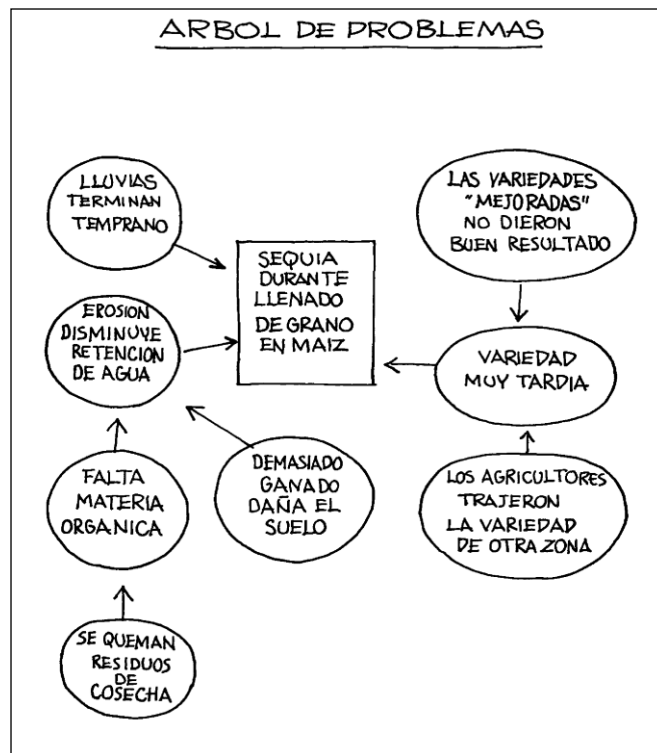 ARBOL DE PROBLEMAS
LLUVIAS
TERMINAN
TEMPRANO
LAS VARIEDADES
"MEJORADAS"
NO DIERON
BUEN RESULTADO
SEQUIA
DURANTE
LLENADO
DE GRANO
EN MAIZ
EROSION
DISMINUYE
RETENCION
DE AGUA
VARIEDAD
MUY TARDIA
FALTA
MATERIA
ORGANICA
DEMASIADO
GANADO
DAÑA EL
SUELO
LOS AGRICULTORES
TRAJERON
LA VARIEDAD
DE OTRA ZONA
SE QUEMAN
RESIDUOS
DE
COSECHA